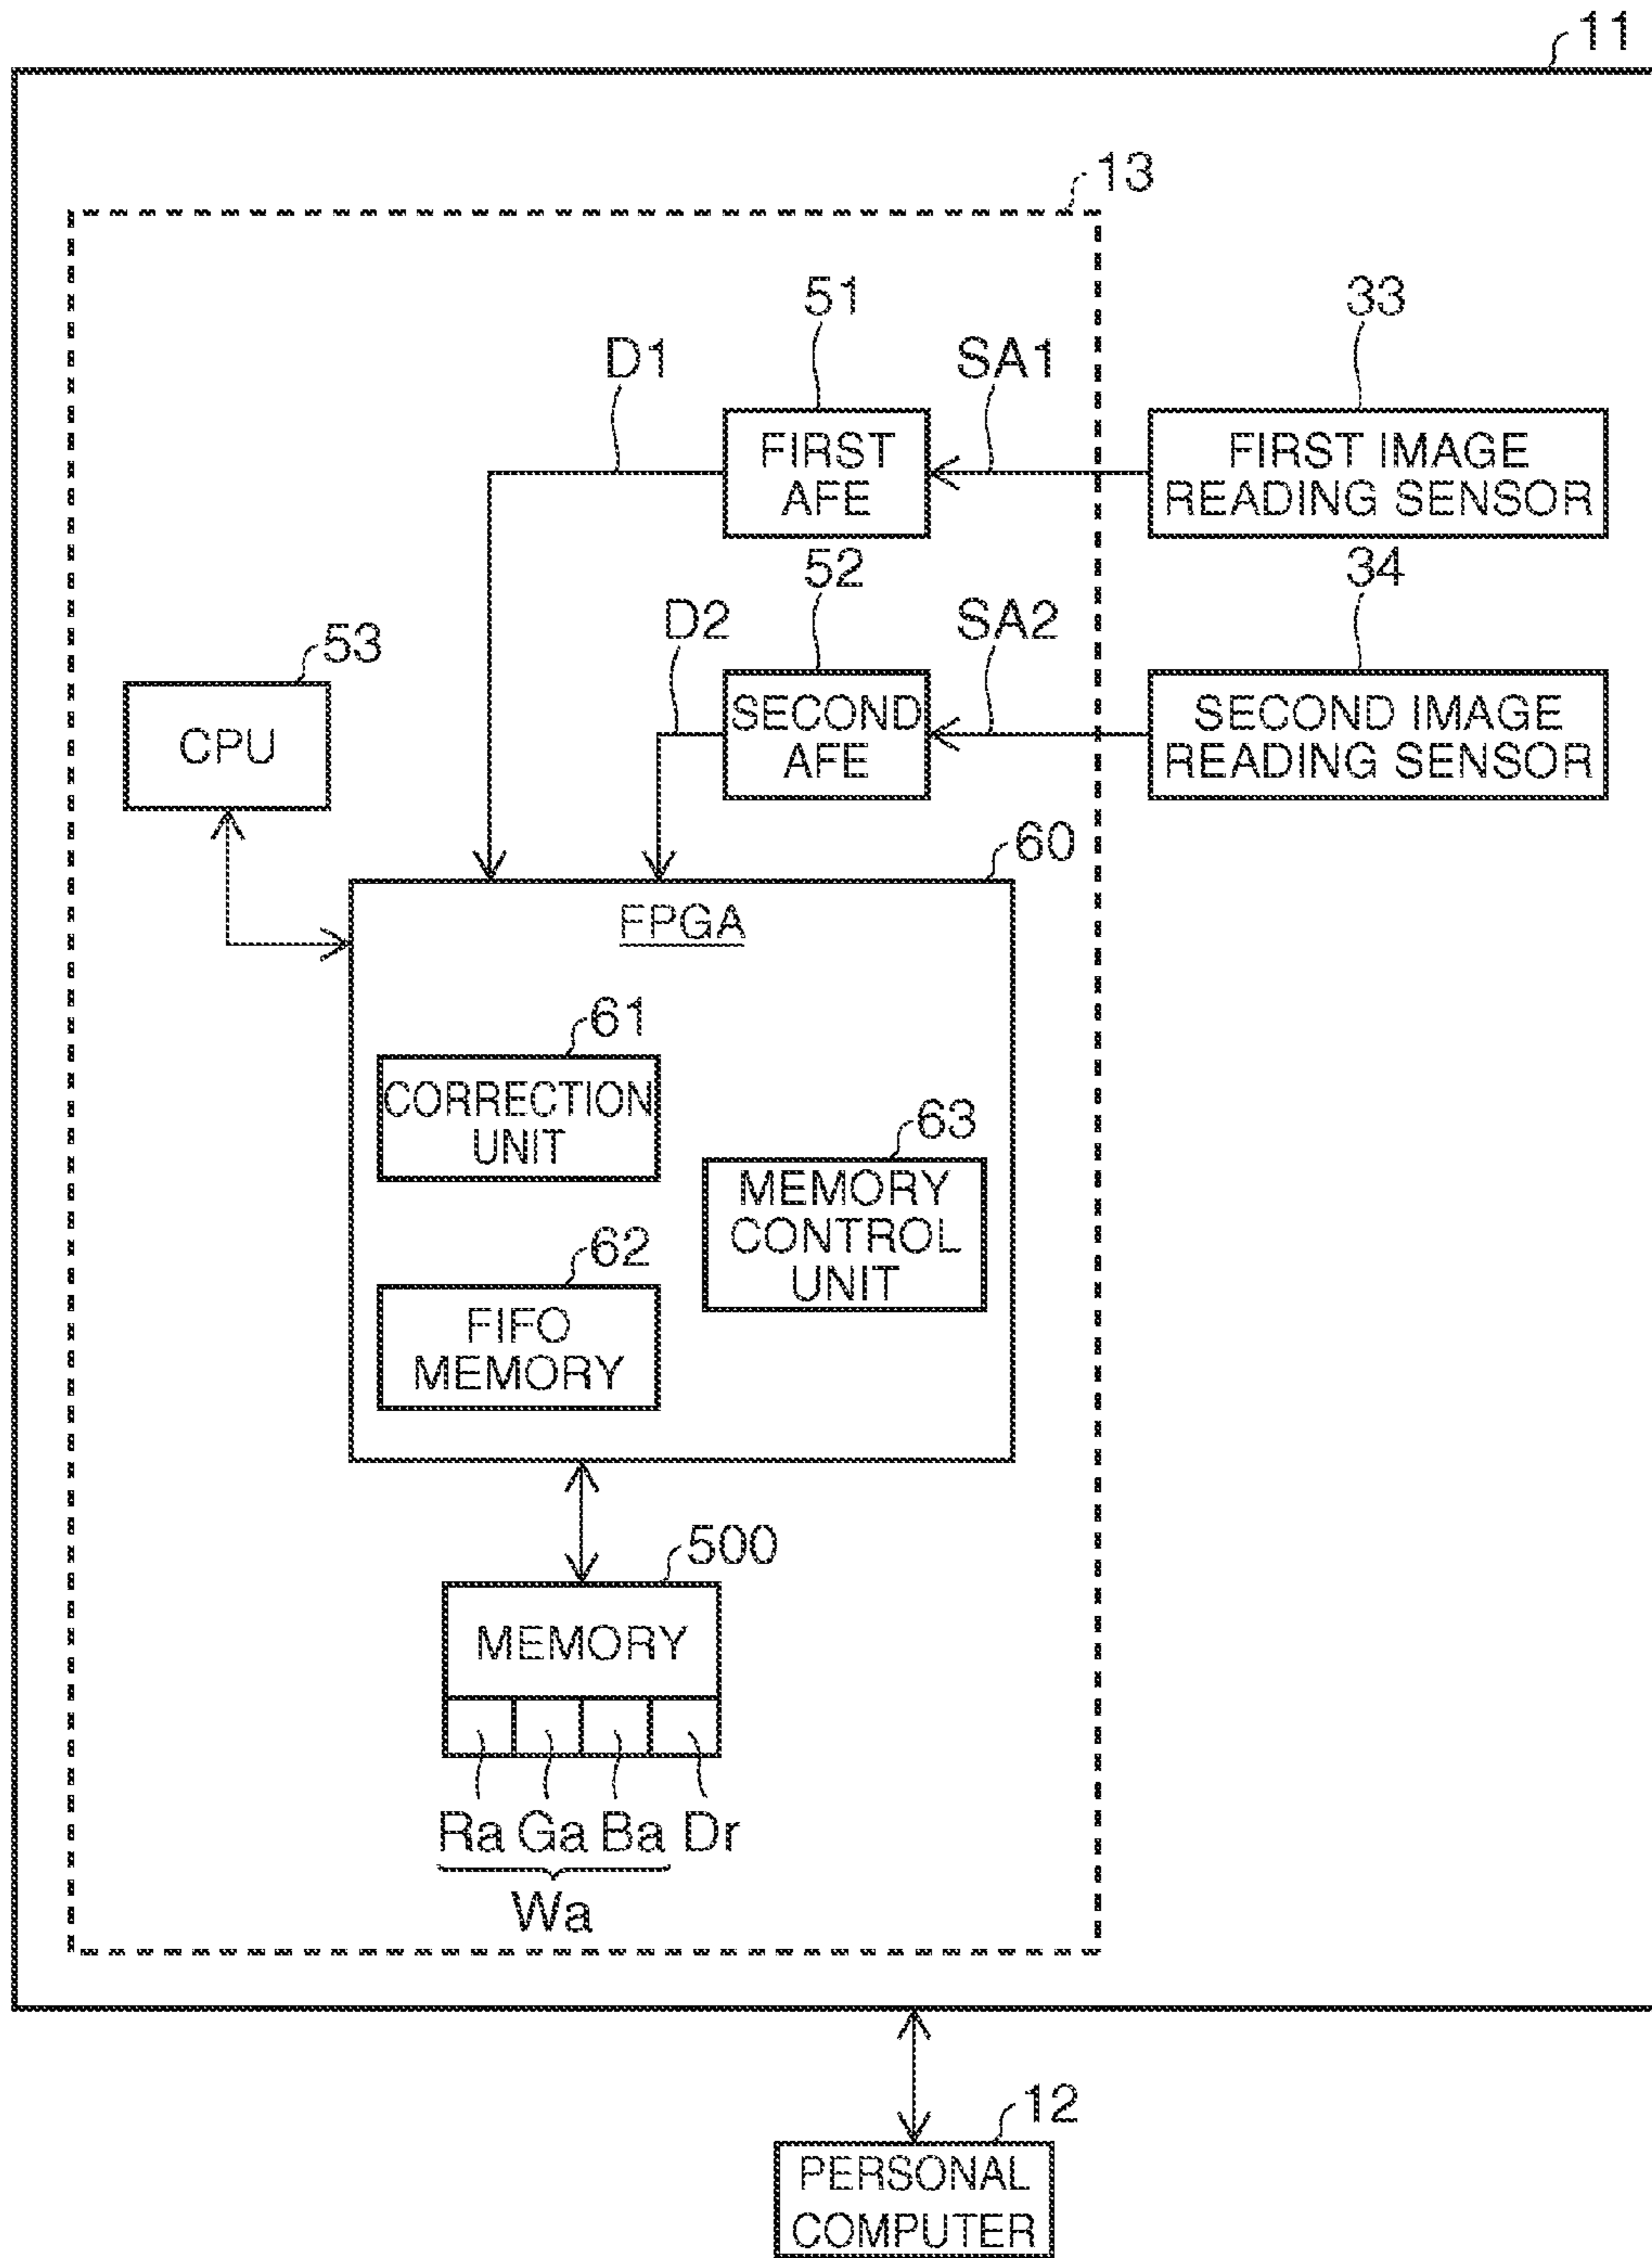 11
13
51
33
D1
SA1
FIRST
AFE
FIRST IMAGE
READING SENSOR
52
34
D2
SA2
53
CPU
SECOND
AFE
SECOND IMAGE
READING SENSOR
60
FPGA
61
CORRECTION
UNIT
63
MEMORY
CONTROL
UNIT
62
FIFO
MEMORY
500
MEMORY
Ra Ga Ba Dr
Wa
12
PERSONAL
COMPUTER